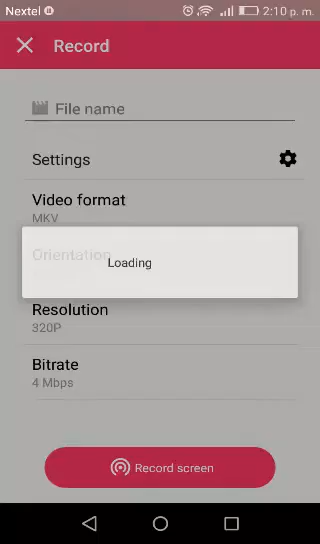 Nextel 2:10 p. m.
Record
File name
Settings
Video format
MKV
Orientation
Loading
Resolution
320P
Bitrate
4 Mbps
Record screen